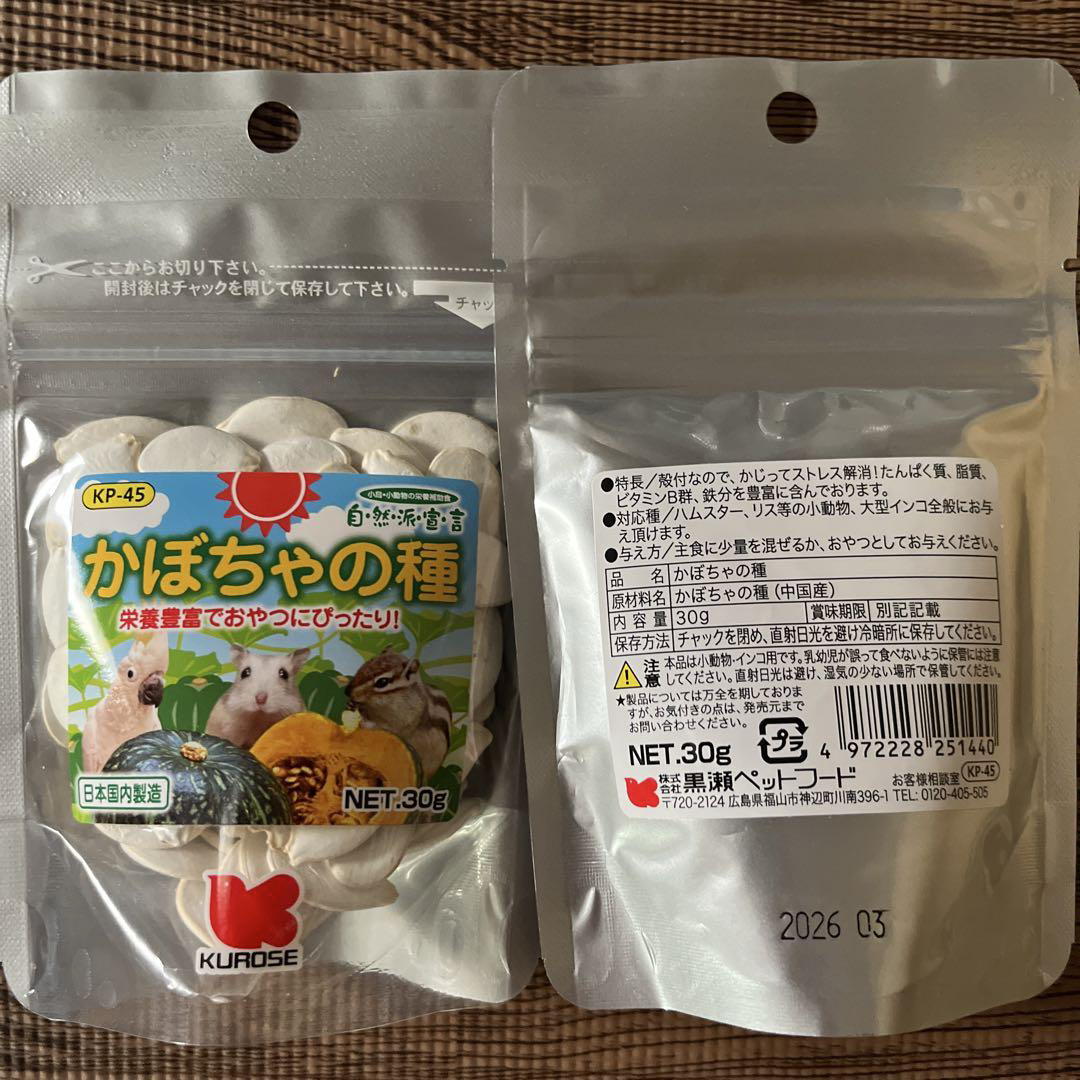 ここからお切り下さい。
開封後はチャックを閉じて保存して下さい。
チャッ
KP-45
小鳥・小動物の栄養補助食
自・然・派・宣・言
かぼちゃの種
栄養豊富でおやつにぴったり!
日本国内製造
NET.30g
KUROSE
●特長/殻付なので、かじってストレス解消!たんぱく質、脂質、
ビタミンB群、鉄分を豊富に含んでおります。
●対応種/ハムスター、リス等の小動物、大型インコ全般にお与
え頂けます。
●与え方/主食に少量を混ぜるか、おやつとしてお与えください。
品名 かぼちゃの種
原材料名 かぼちゃの種(中国産)
内容量 30g 賞味期限 別記記載
保存方法 チャックを閉め、直射日光を避け冷暗所に保存してください。
注意 本品は小動物・インコ用です。乳幼児が誤って食べないように保管には注意
してください。直射日光は避け、湿気の少ない場所で保管してください。
★製品については万全を期しておりま
すが、お気付きの点は、発売元まで
お問い合わせください。
プラ
4 972228 251440
NET.30g
株式会社 黒瀬ペットフード お客様相談室 KP-45
〒720-2124 広島県福山市神辺町川南396-1 TEL: 0120-405-505
2026 03